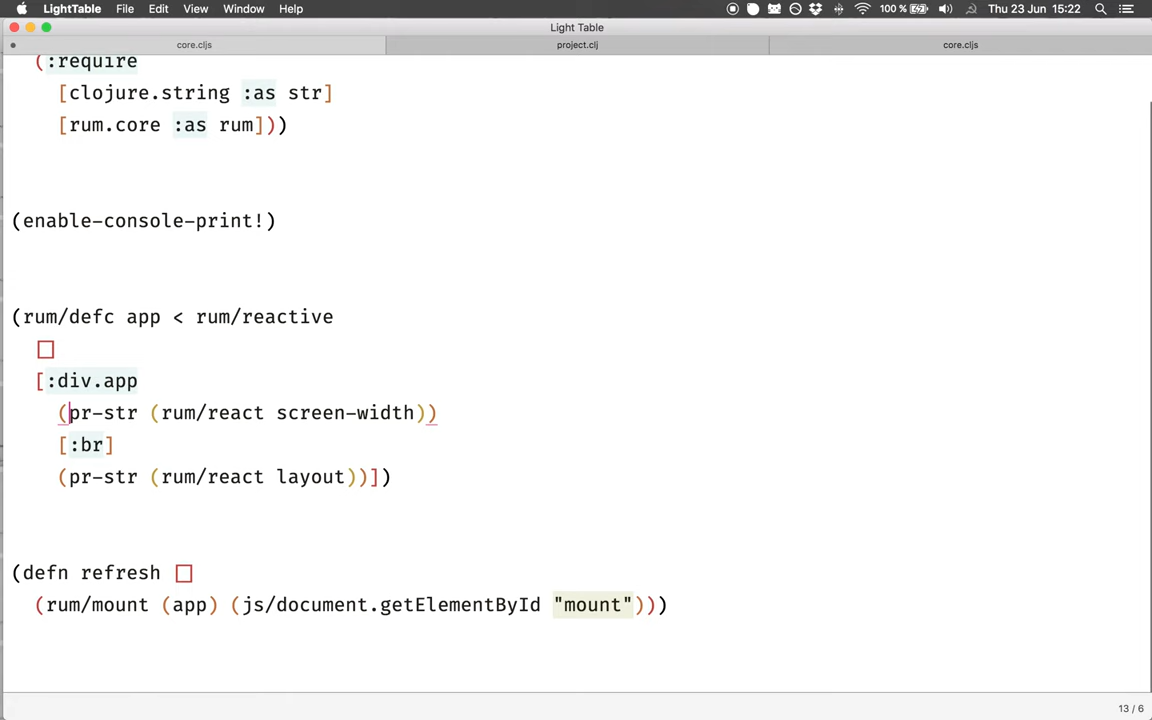 LightTable File Edit View Window Help 100 % Thu 23 Jun 15:22
Light Table
core.cljs project.clj core.cljs
(:require
[clojure.string :as str]
[rum.core :as rum]))
(enable-console-print!)
(rum/defc app < rum/reactive
[]
[:div.app
(pr-str (rum/react screen-width))
[:br]
(pr-str (rum/react layout))])
(defn refresh []
(rum/mount (app) (js/document.getElementById "mount")))
13 / 6